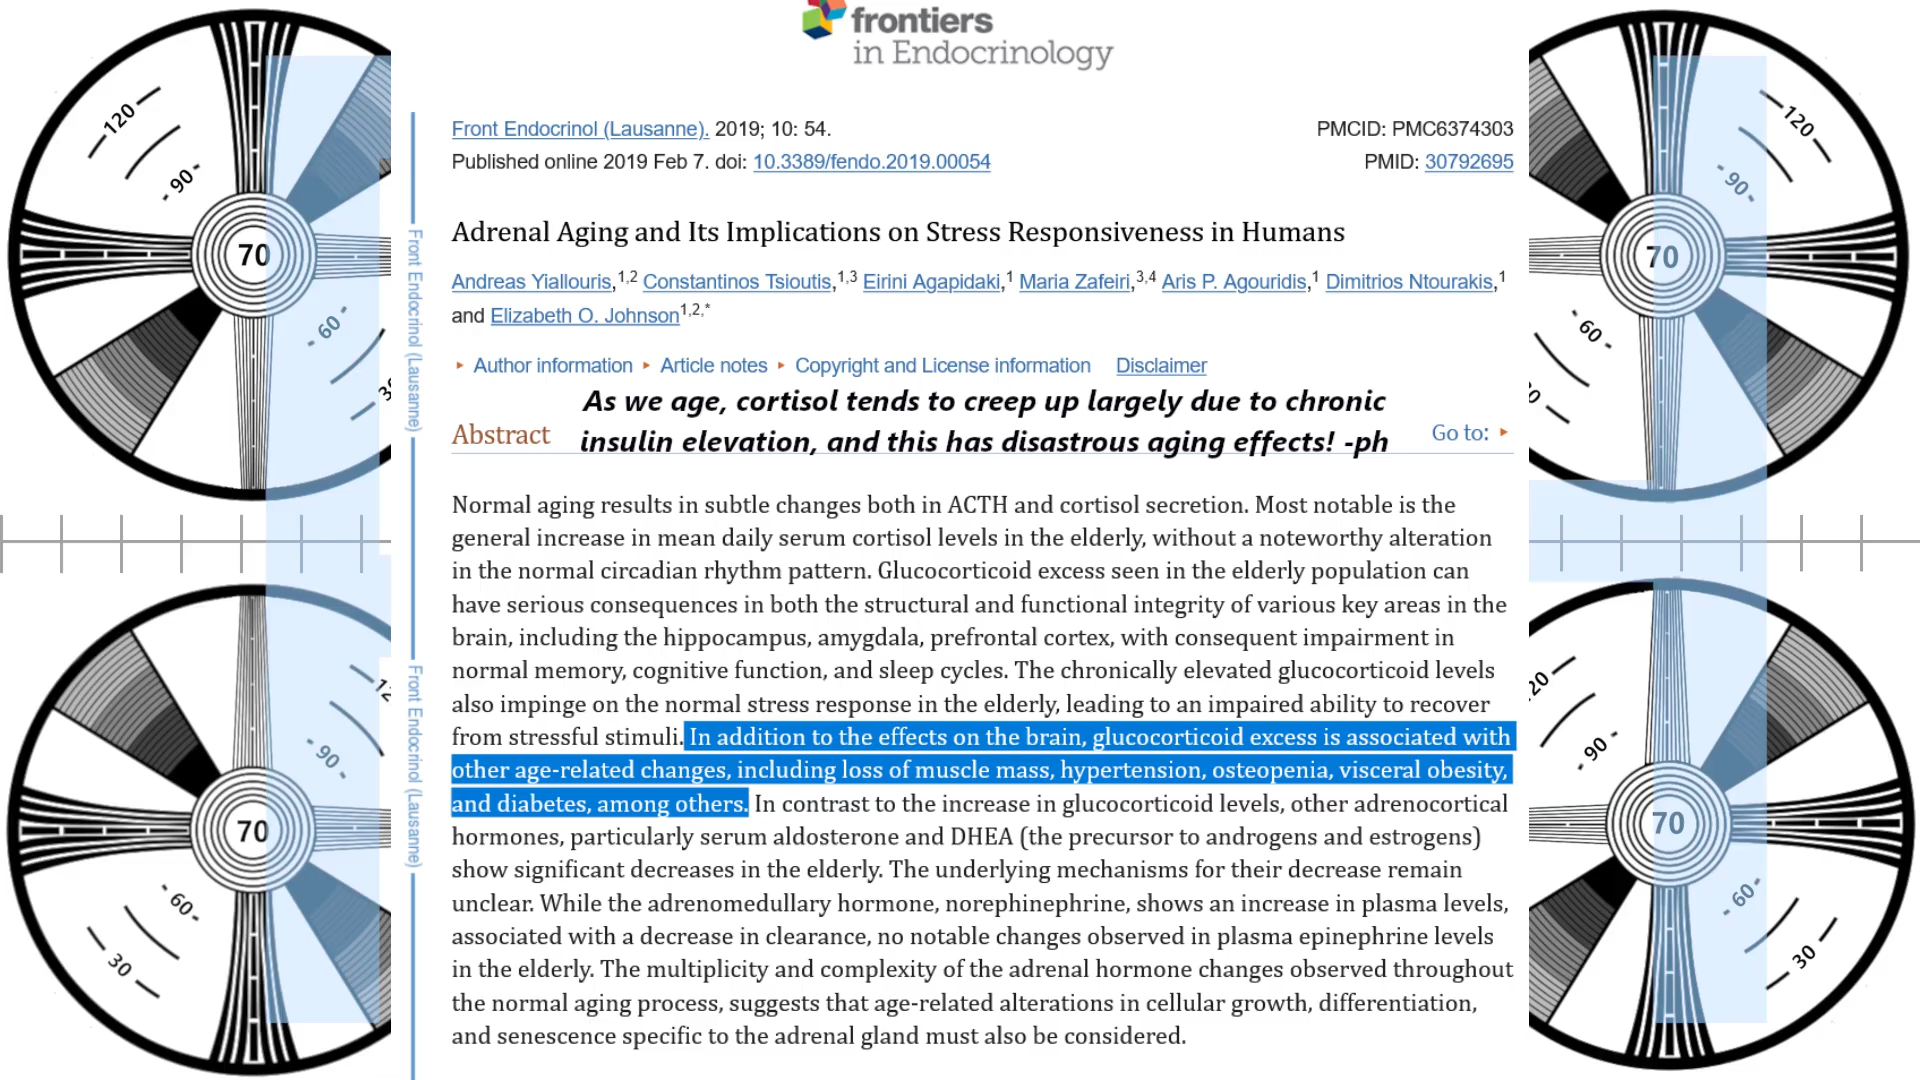 frontiers
in Endocrinology
Front Endocrinol (Lausanne). 2019; 10: 54.
PMCID: PMC6374303
Published online 2019 Feb 7. doi: 10.3389/fendo.2019.00054
PMID: 30792695
Adrenal Aging and Its Implications on Stress Responsiveness in Humans
Andreas Yiallouris,1,2 Constantinos Tsioutis,1,3 Eirini Agapidaki,1 Maria Zafeiri,3,4 Aris P. Agouridis,1 Dimitrios Ntourakis,1
and Elizabeth O. Johnson1,2,*
▸ Author information ▸ Article notes ▸ Copyright and License information Disclaimer
As we age, cortisol tends to creep up largely due to chronic
insulin elevation, and this has disastrous aging effects! -ph
Abstract
Go to: ▸
Normal aging results in subtle changes both in ACTH and cortisol secretion. Most notable is the
general increase in mean daily serum cortisol levels in the elderly, without a noteworthy alteration
in the normal circadian rhythm pattern. Glucocorticoid excess seen in the elderly population can
have serious consequences in both the structural and functional integrity of various key areas in the
brain, including the hippocampus, amygdala, prefrontal cortex, with consequent impairment in
normal memory, cognitive function, and sleep cycles. The chronically elevated glucocorticoid levels
also impinge on the normal stress response in the elderly, leading to an impaired ability to recover
from stressful stimuli. In addition to the effects on the brain, glucocorticoid excess is associated with
other age-related changes, including loss of muscle mass, hypertension, osteopenia, visceral obesity,
and diabetes, among others. In contrast to the increase in glucocorticoid levels, other adrenocortical
hormones, particularly serum aldosterone and DHEA (the precursor to androgens and estrogens)
show significant decreases in the elderly. The underlying mechanisms for their decrease remain
unclear. While the adrenomedullary hormone, norephinephrine, shows an increase in plasma levels,
associated with a decrease in clearance, no notable changes observed in plasma epinephrine levels
in the elderly. The multiplicity and complexity of the adrenal hormone changes observed throughout
the normal aging process, suggests that age-related alterations in cellular growth, differentiation,
and senescence specific to the adrenal gland must also be considered.
Front Endocrinol (Lausanne)
Front Endocrinol (Lausanne)
120
- 90 -
70
- 60 -
120
- 90 -
70
- 60 -
70
- 90 -
- 60 -
30
- 90 -
70
- 60 -
30